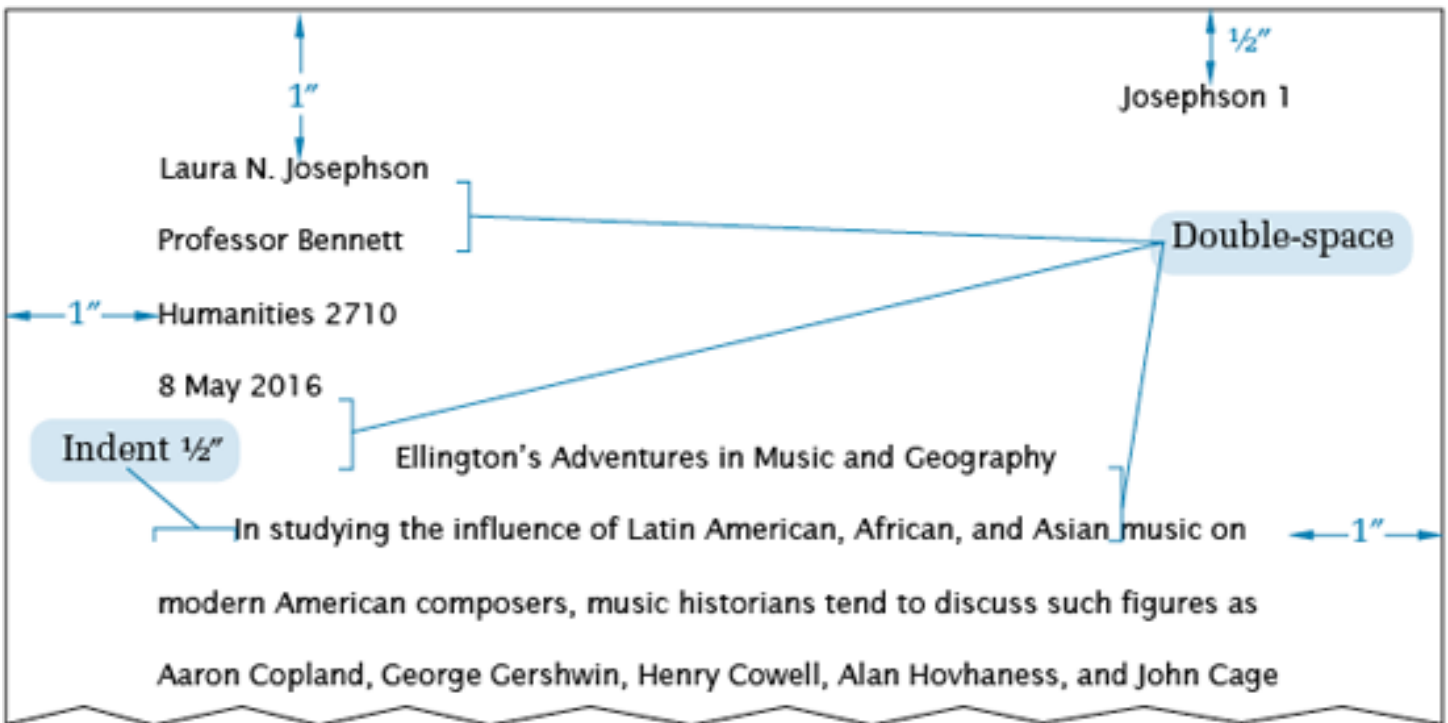 1″
½″
Josephson 1
Laura N. Josephson
Professor Bennett
Double-space
1″ Humanities 2710
8 May 2016
Indent ½″
Ellington’s Adventures in Music and Geography
In studying the influence of Latin American, African, and Asian music on
1″
modern American composers, music historians tend to discuss such figures as
Aaron Copland, George Gershwin, Henry Cowell, Alan Hovhaness, and John Cage